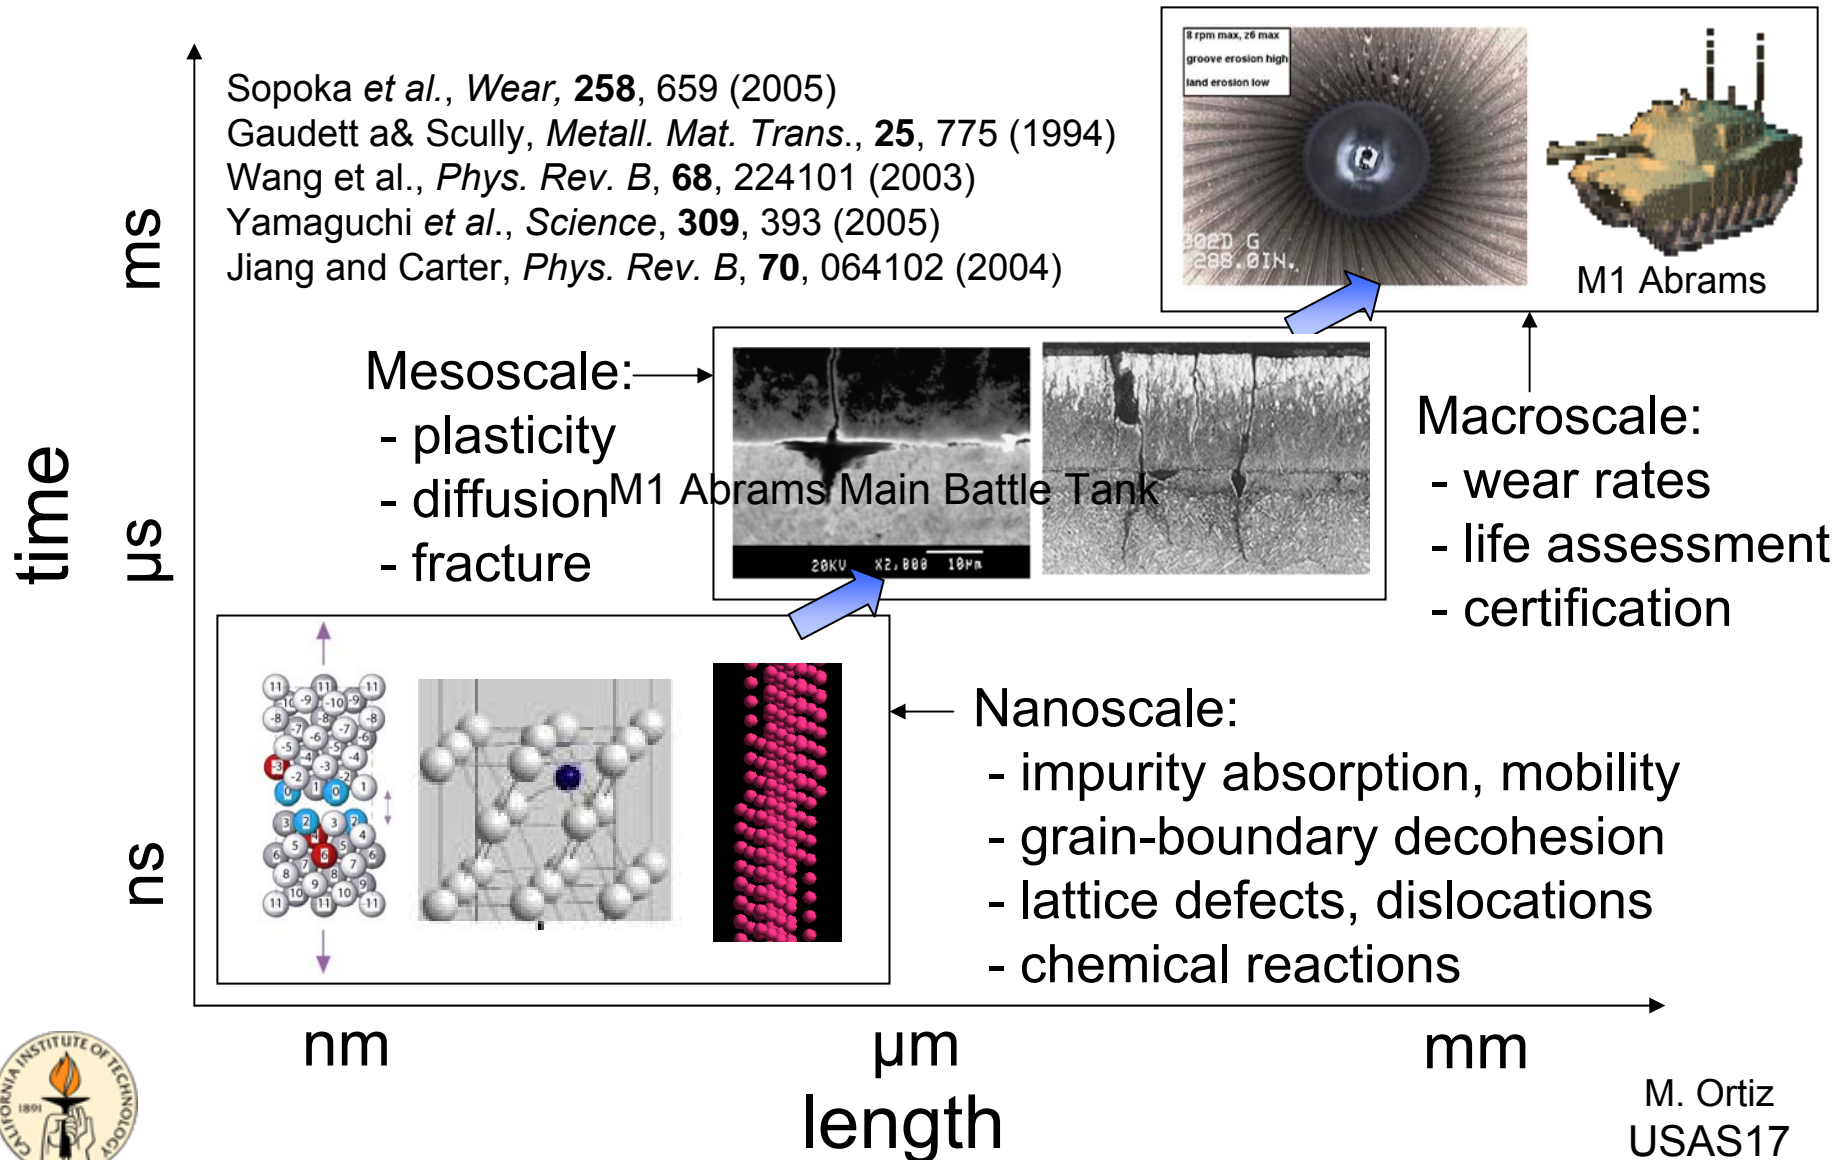 8 rpm max, z6 max
groove erosion high
land erosion low
Sopoka et al., Wear, 258, 659 (2005)
Gaudett a& Scully, Metall. Mat. Trans., 25, 775 (1994)
Wang et al., Phys. Rev. B, 68, 224101 (2003)
Yamaguchi et al., Science, 309, 393 (2005)
Jiang and Carter, Phys. Rev. B, 70, 064102 (2004)
002D G
288.0IN.
M1 Abrams
ms
µs
ns
time
Mesoscale:
- plasticity
- diffusion
- fracture
M1 Abrams Main Battle Tank
20KV X2,000 10µm
Macroscale:
- wear rates
- life assessment
- certification
Nanoscale:
- impurity absorption, mobility
- grain-boundary decohesion
- lattice defects, dislocations
- chemical reactions
nm
µm
mm
length
CALIFORNIA INSTITUTE OF TECHNOLOGY
1891
M. Ortiz
USAS17